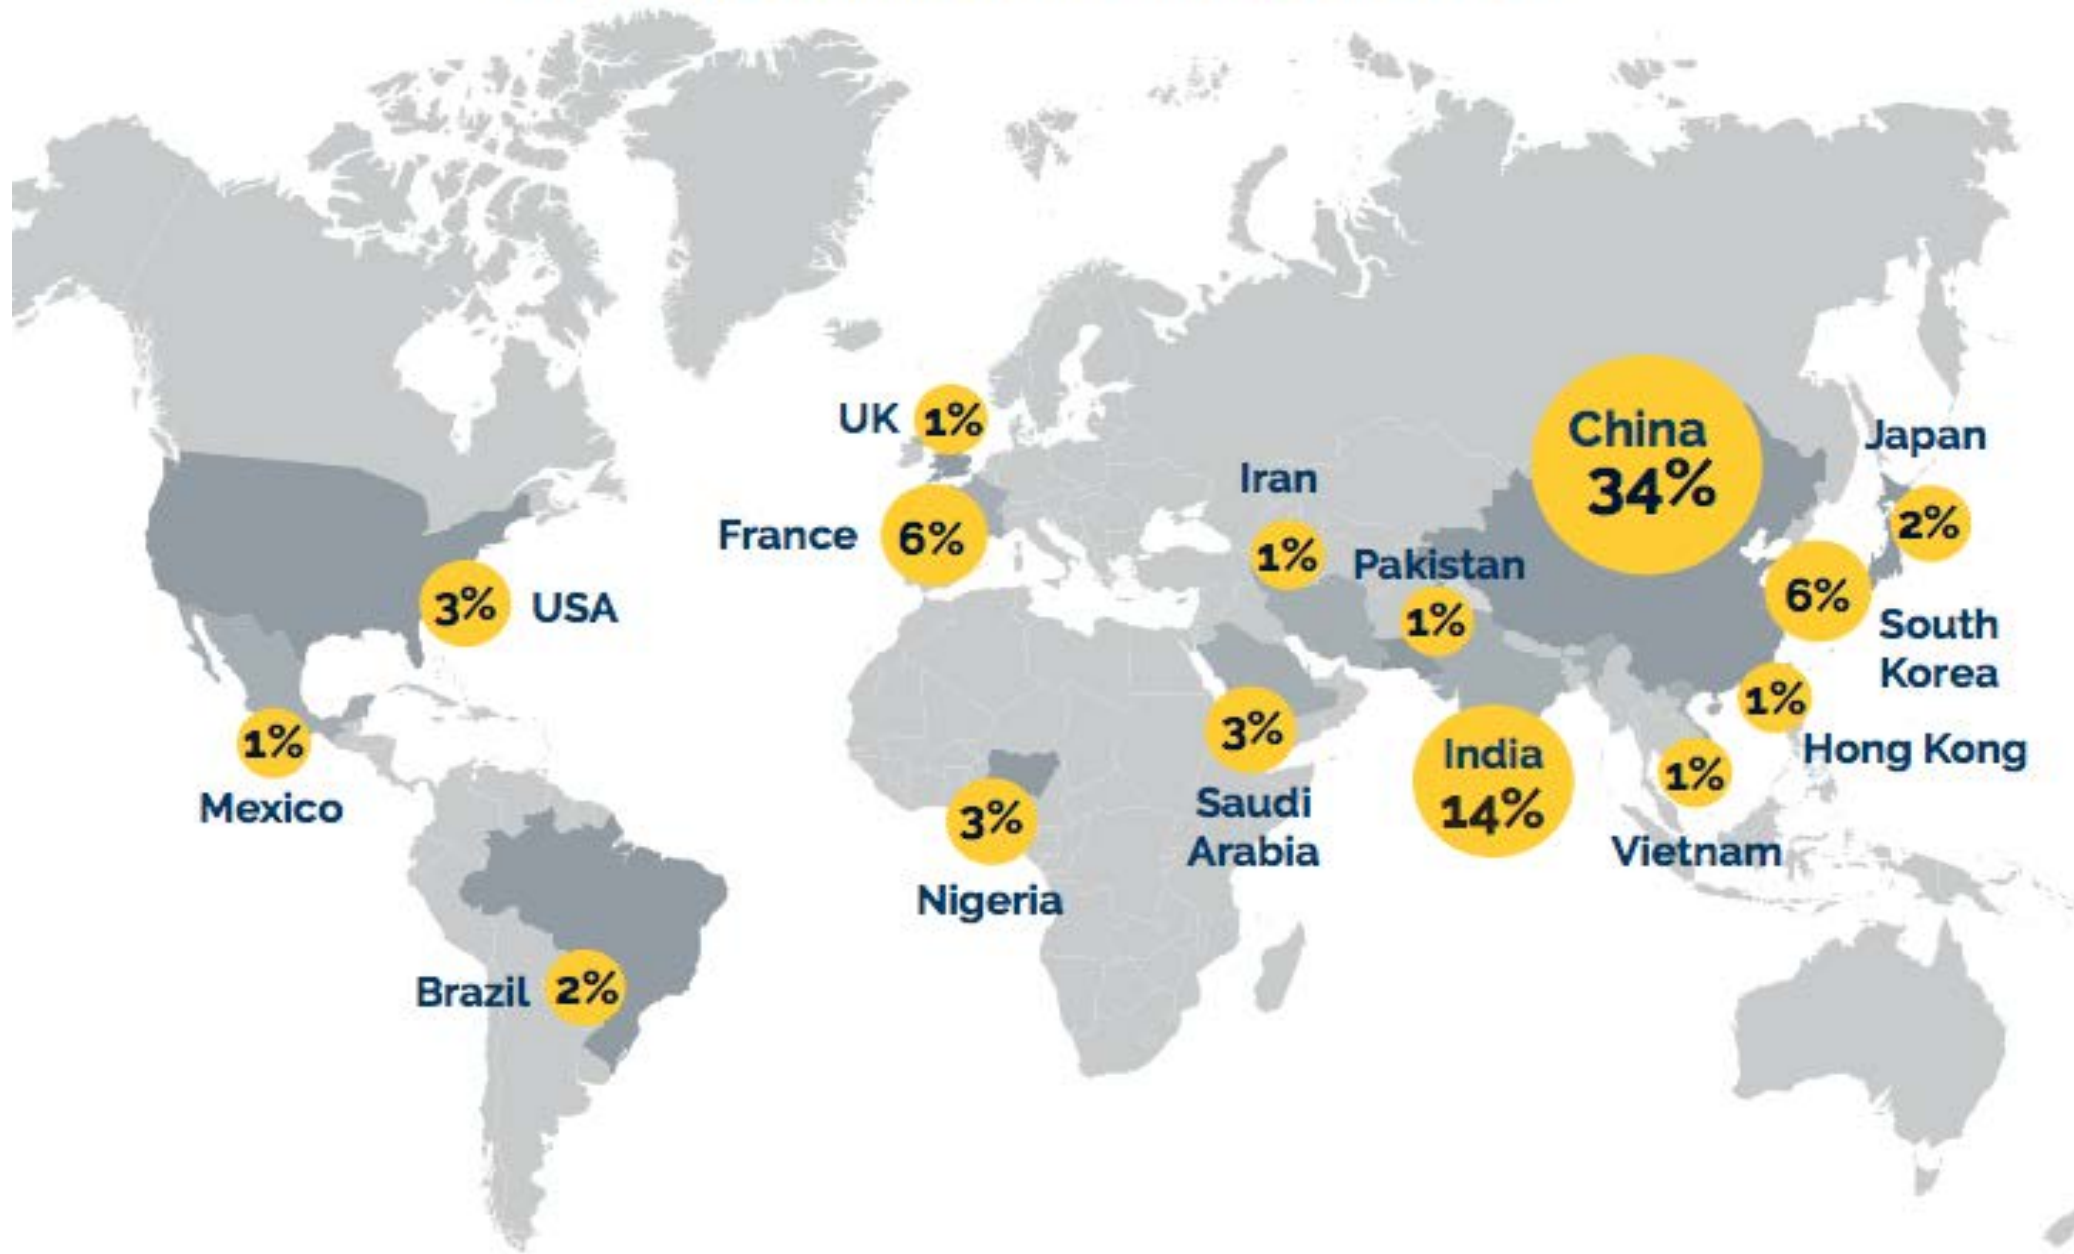 UK 1%
China
34%
Japan
2%
Iran
1%
France 6%
Pakistan
1%
3% USA
6%
South
Korea
1%
Hong Kong
1%
Mexico
3%
Saudi
Arabia
India
14%
1%
Vietnam
3%
Nigeria
Brazil 2%